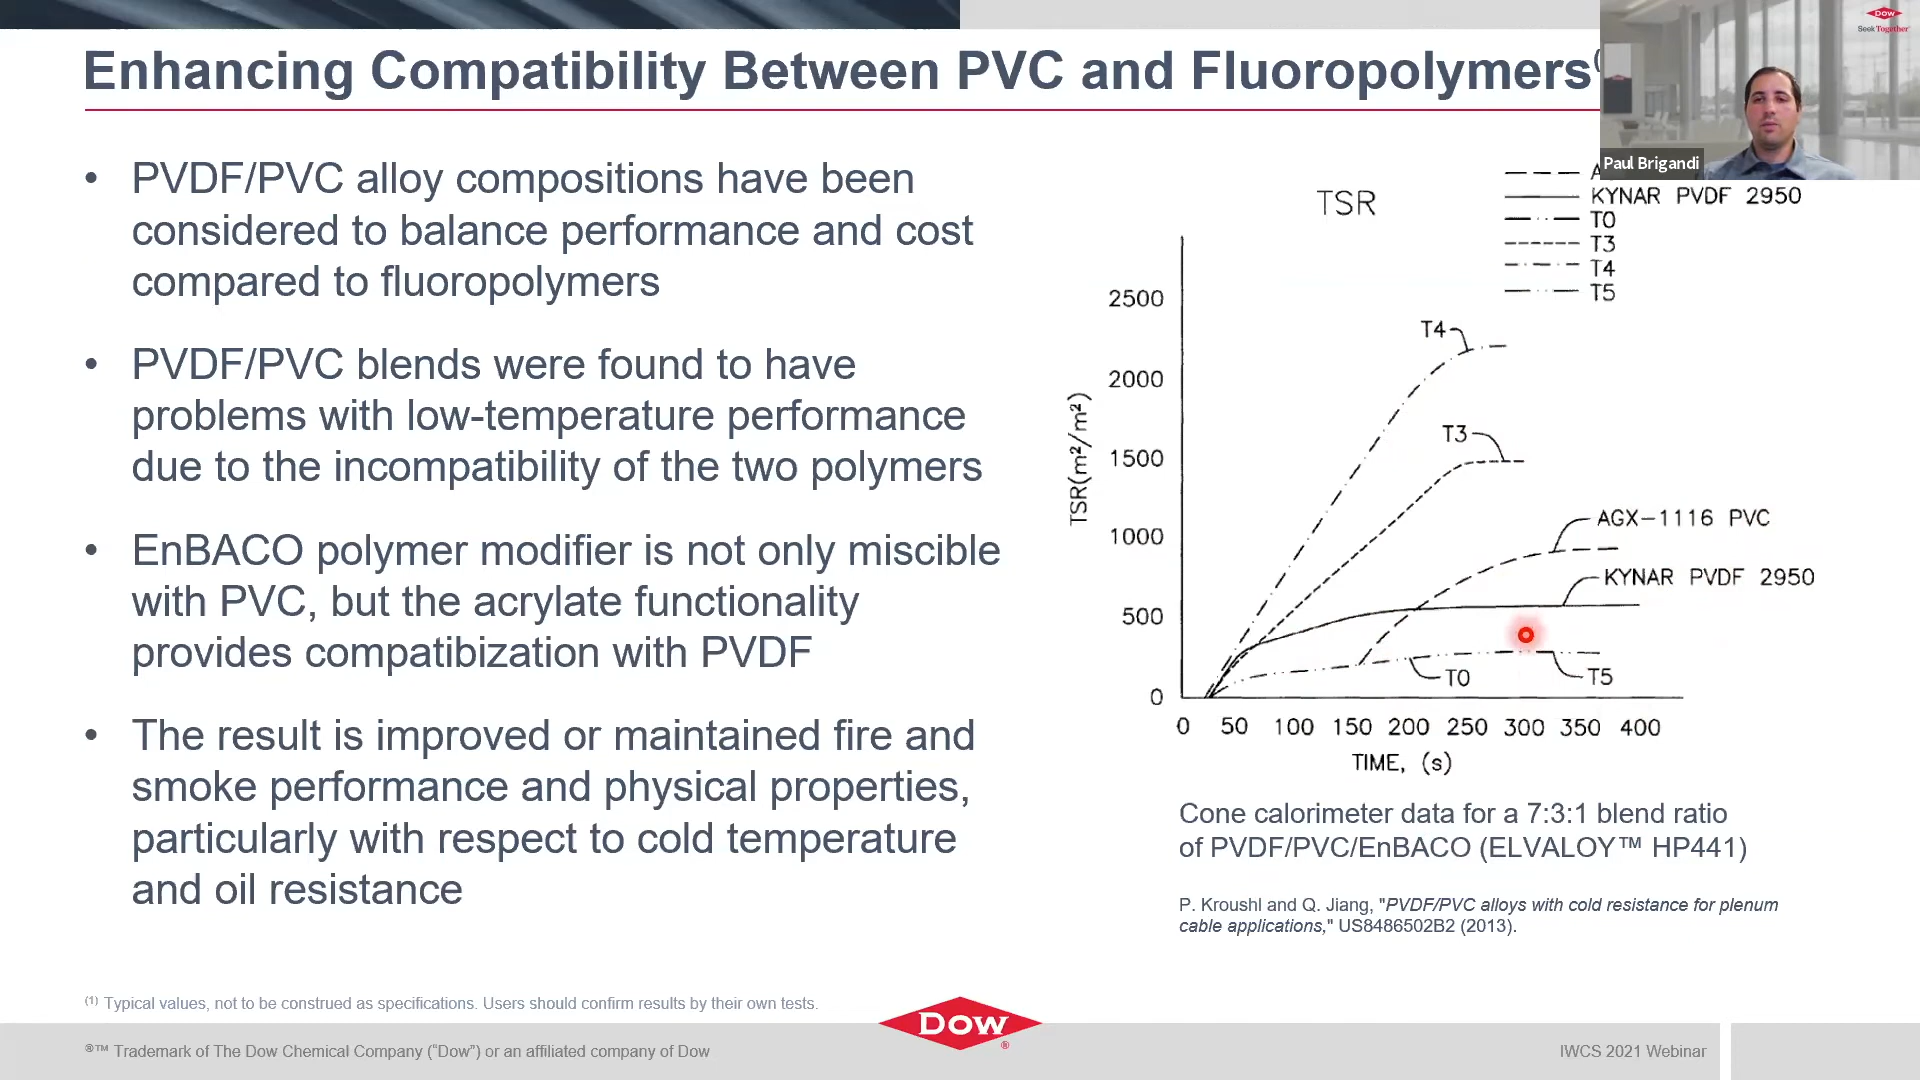 Enhancing Compatibility Between PVC and Fluoropolymers
DOW
Seek Together
Paul Brigandi
• PVDF/PVC alloy compositions have been
considered to balance performance and cost
compared to fluoropolymers
• PVDF/PVC blends were found to have
problems with low-temperature performance
due to the incompatibility of the two polymers
• EnBACO polymer modifier is not only miscible
with PVC, but the acrylate functionality
provides compatibization with PVDF
• The result is improved or maintained fire and
smoke performance and physical properties,
particularly with respect to cold temperature
and oil resistance
TSR
KYNAR PVDF 2950
T0
T3
T4
T5
TSR(m²/m²)
2500
2000
1500
1000
500
0
T4
T3
AGX-1116 PVC
KYNAR PVDF 2950
T0
T5
0 50 100 150 200 250 300 350 400
TIME, (s)
Cone calorimeter data for a 7:3:1 blend ratio
of PVDF/PVC/EnBACO (ELVALOY™ HP441)
P. Kroushl and Q. Jiang, "PVDF/PVC alloys with cold resistance for plenum
cable applications," US8486502B2 (2013).
(1) Typical values, not to be construed as specifications. Users should confirm results by their own tests.
DOW®
®™ Trademark of The Dow Chemical Company (“Dow”) or an affiliated company of Dow
IWCS 2021 Webinar